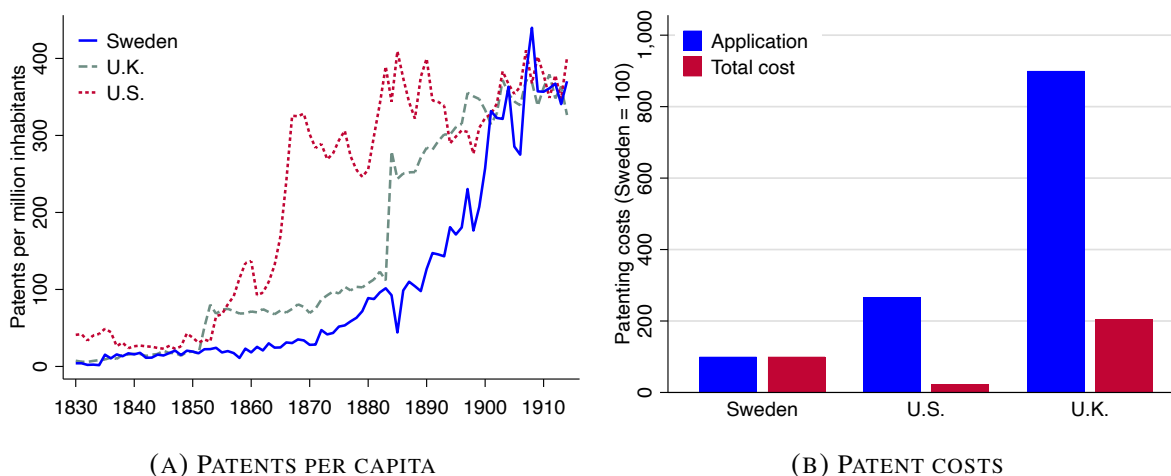 Patents per million inhabitants
400
300
200
100
0
Sweden
U.K.
U.S.
1830 1840 1850 1860 1870 1880 1890 1900 1910
(A) PATENTS PER CAPITA
Patenting costs (Sweden = 100)
1,000
800
600
400
200
0
Application
Total cost
Sweden U.S. U.K.
(B) PATENT COSTS